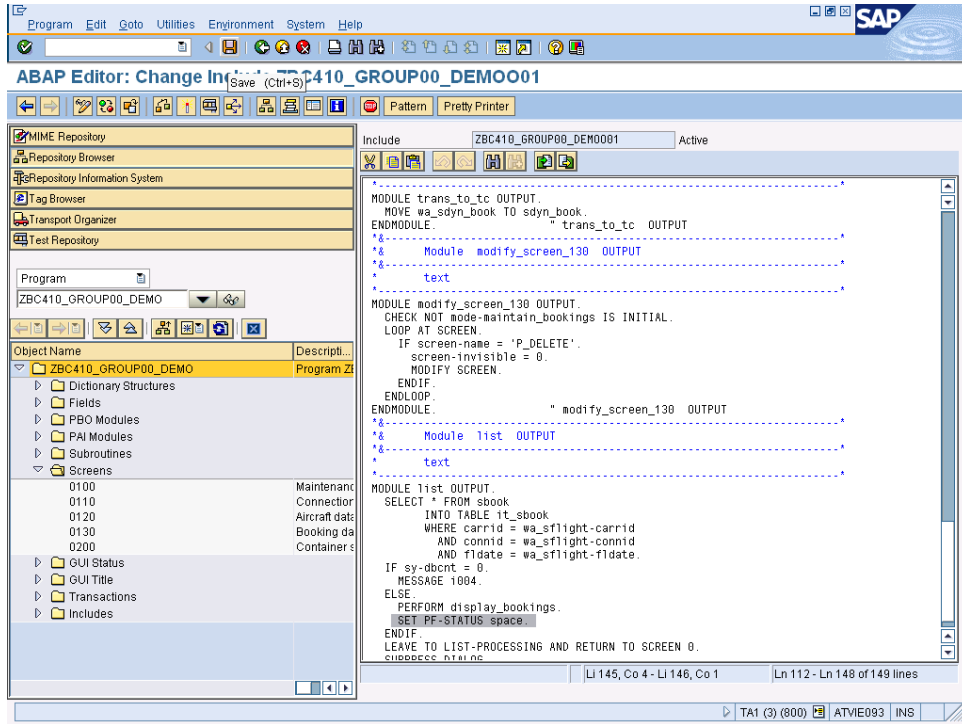 Program Edit Goto Utilities Environment System Help
SAP
ABAP Editor: Change Include ZBC410_GROUP00_DEMOO01
Save (Ctrl+S)
Pattern Pretty Printer
MIME Repository
Repository Browser
Repository Information System
Tag Browser
Transport Organizer
Test Repository
Program
ZBC410_GROUP00_DEMO
Object Name Descripti...
ZBC410_GROUP00_DEMO Program ZI
Dictionary Structures
Fields
PBO Modules
PAI Modules
Subroutines
Screens
0100 Maintenanc
0110 Connection
0120 Aircraft data
0130 Booking da
0200 Container s
GUI Status
GUI Title
Transactions
Includes
Include ZBC410_GROUP00_DEMOO01 Active
*----------------------------------------------------------------------*
MODULE trans_to_tc OUTPUT.
MOVE wa_sdyn_book TO sdyn_book.
ENDMODULE. " trans_to_tc OUTPUT
*&---------------------------------------------------------------------*
*& Module modify_screen_130 OUTPUT
*&---------------------------------------------------------------------*
* text
*----------------------------------------------------------------------*
MODULE modify_screen_130 OUTPUT.
CHECK NOT mode-maintain_bookings IS INITIAL.
LOOP AT SCREEN.
IF screen-name = 'P_DELETE'.
screen-invisible = 0.
MODIFY SCREEN.
ENDIF.
ENDLOOP.
ENDMODULE. " modify_screen_130 OUTPUT
*&---------------------------------------------------------------------*
*& Module list OUTPUT
*&---------------------------------------------------------------------*
* text
*----------------------------------------------------------------------*
MODULE list OUTPUT.
SELECT * FROM sbook
INTO TABLE it_sbook
WHERE carrid = wa_sflight-carrid
AND connid = wa_sflight-connid
AND fldate = wa_sflight-fldate.
IF sy-dbcnt = 0.
MESSAGE i004.
ELSE.
PERFORM display_bookings.
SET PF-STATUS space.
ENDIF.
LEAVE TO LIST-PROCESSING AND RETURN TO SCREEN 0.
SUPPRESS DIALOG
Li 145, Co 4 - Li 146, Co 1 Ln 112 - Ln 148 of 149 lines
TA1 (3) (800) ATVIE093 INS